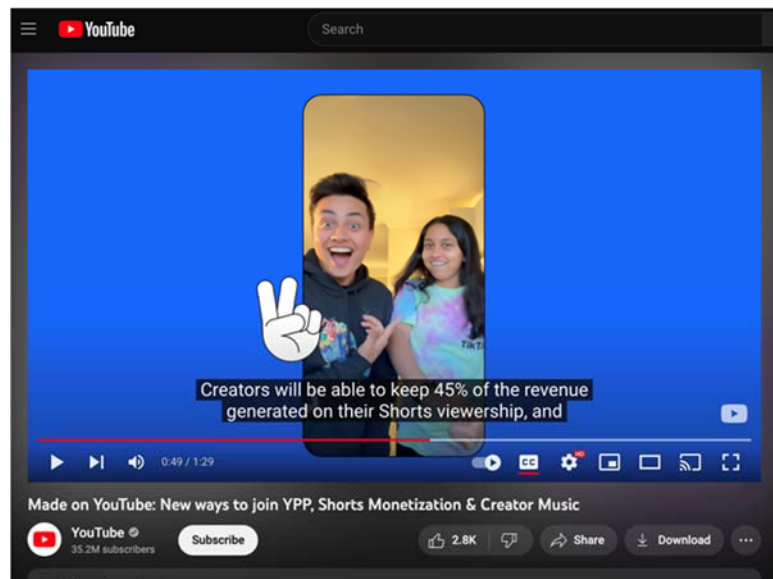 YouTube
Search
TikT
Creators will be able to keep 45% of the revenue
generated on their Shorts viewership, and
0:49 / 1:29
CC
HD
Made on YouTube: New ways to join YPP, Shorts Monetization & Creator Music
YouTube
35.2M subscribers
Subscribe
2.8K
Share
Download